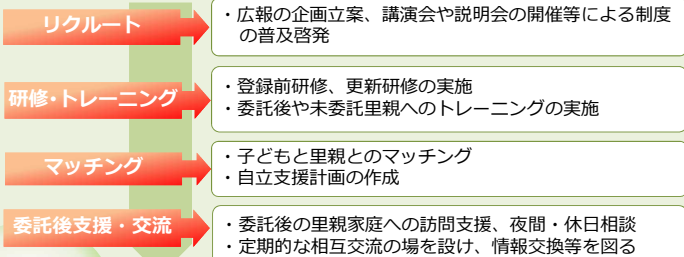 リクルート
・広報の企画立案、講演会や説明会の開催等による制度
の普及啓発
研修・トレーニング
・登録前研修、更新研修の実施
・委託後や未委託里親へのトレーニングの実施
マッチング
・子どもと里親とのマッチング
・自立支援計画の作成
委託後支援・交流
・委託後の里親家庭への訪問支援、夜間・休日相談
・定期的な相互交流の場を設け、情報交換等を図る